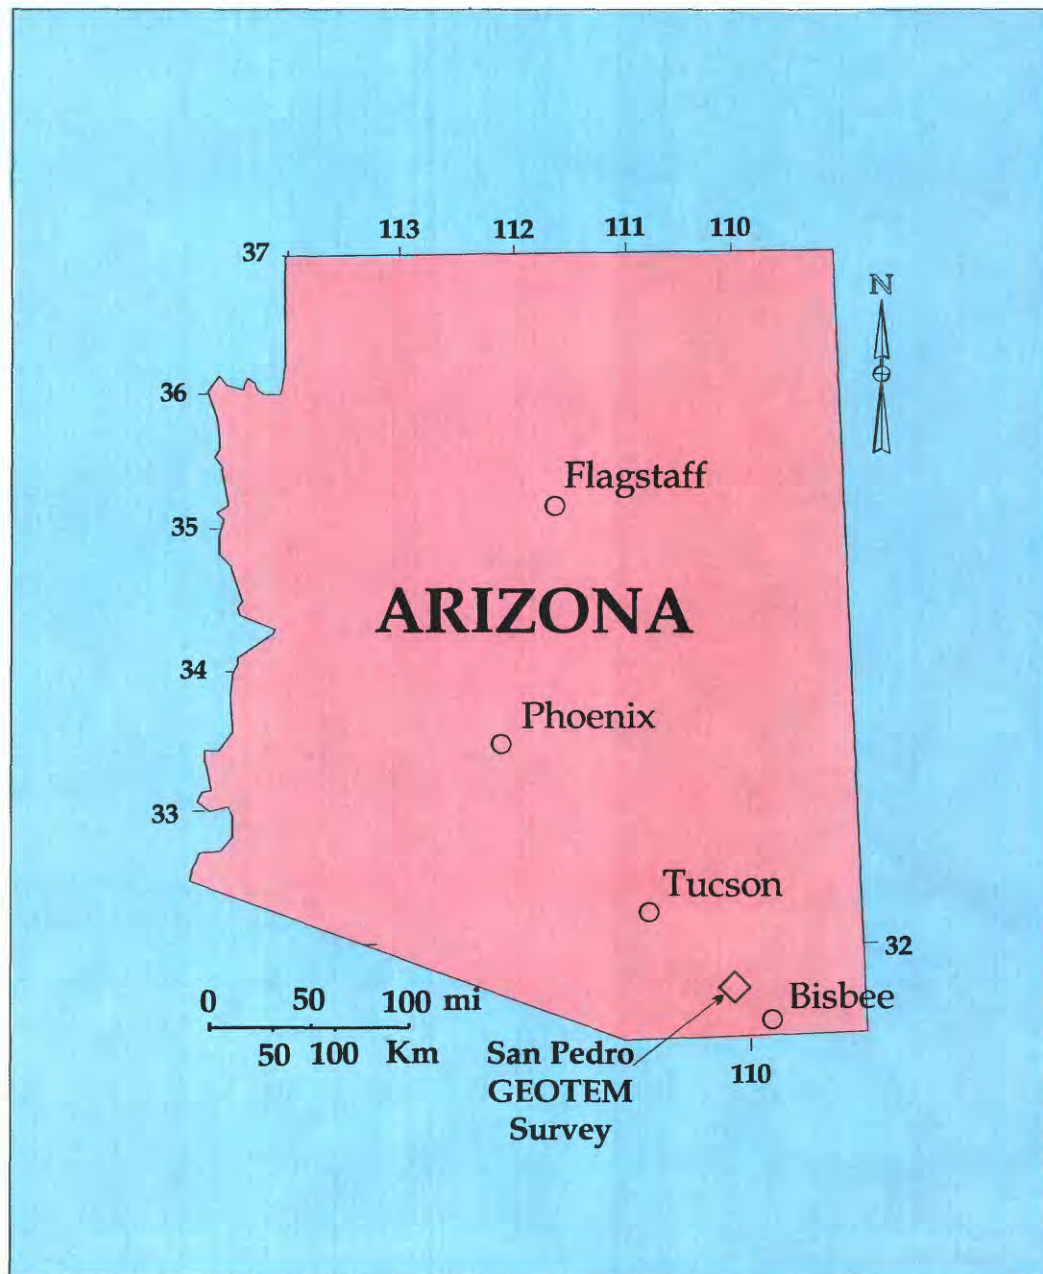 113 112 111 110
37
N
36
Flagstaff
35
ARIZONA
34
Phoenix
33
Tucson
32
0 50 100 mi
Bisbee
50 100 Km
San Pedro
GEOTEM
Survey
110